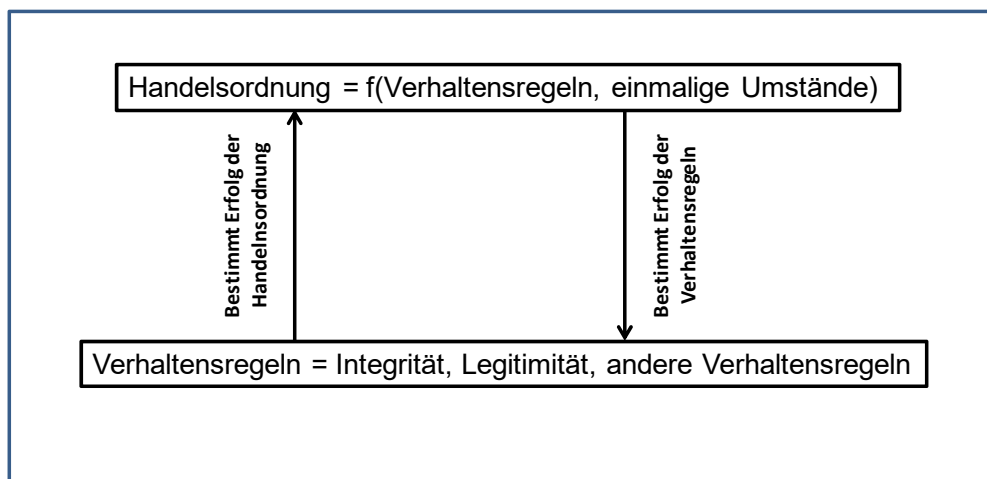 Handelsordnung = f(Verhaltensregeln, einmalige Umstände)
Bestimmt Erfolg der
Handelnsordnung
Bestimmt Erfolg der
Verhaltensregeln
Verhaltensregeln = Integrität, Legitimität, andere Verhaltensregeln